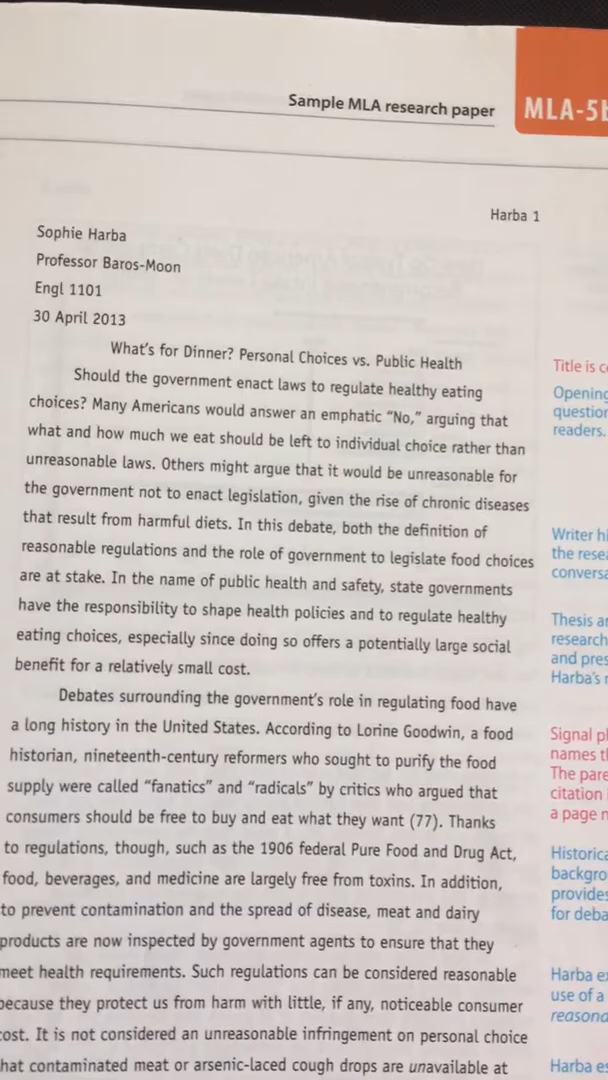 Sample MLA research paper
MLA-5b
Harba 1
Sophie Harba
Professor Baros-Moon
Engl 1101
30 April 2013
What's for Dinner? Personal Choices vs. Public Health
Should the government enact laws to regulate healthy eating
choices? Many Americans would answer an emphatic “No,” arguing that
what and how much we eat should be left to individual choice rather than
unreasonable laws. Others might argue that it would be unreasonable for
the government not to enact legislation, given the rise of chronic diseases
that result from harmful diets. In this debate, both the definition of
reasonable regulations and the role of government to legislate food choices
are at stake. In the name of public health and safety, state governments
have the responsibility to shape health policies and to regulate healthy
eating choices, especially since doing so offers a potentially large social
benefit for a relatively small cost.
Debates surrounding the government's role in regulating food have
a long history in the United States. According to Lorine Goodwin, a food
historian, nineteenth-century reformers who sought to purify the food
supply were called “fanatics” and “radicals” by critics who argued that
consumers should be free to buy and eat what they want (77). Thanks
to regulations, though, such as the 1906 federal Pure Food and Drug Act,
food, beverages, and medicine are largely free from toxins. In addition,
to prevent contamination and the spread of disease, meat and dairy
products are now inspected by government agents to ensure that they
meet health requirements. Such regulations can be considered reasonable
because they protect us from harm with little, if any, noticeable consumer
cost. It is not considered an unreasonable infringement on personal choice
that contaminated meat or arsenic-laced cough drops are unavailable at
Title is c
Opening
question
readers.
Writer hi
the resea
conversa
Thesis an
research
and pres
Harba's r
Signal ph
names th
The pare
citation i
a page n
Historica
backgro
provides
for deba
Harba ex
use of a
reasona
Harba es